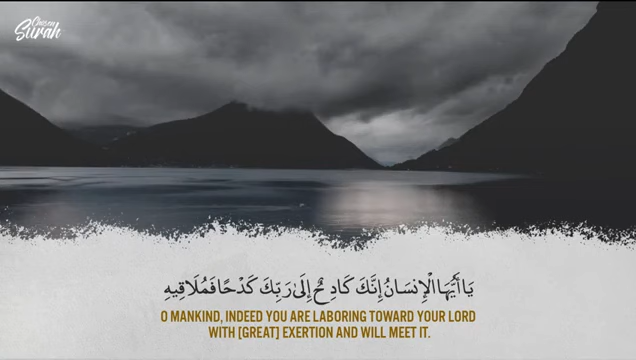 Chosen
Surah
يَا أَيُّهَا الْإِنسَانُ إِنَّكَ كَادِحٌ إِلَىٰ رَبِّكَ كَدْحًا فَمُلَاقِيهِ
O MANKIND, INDEED YOU ARE LABORING TOWARD YOUR LORD
WITH [GREAT] EXERTION AND WILL MEET IT.